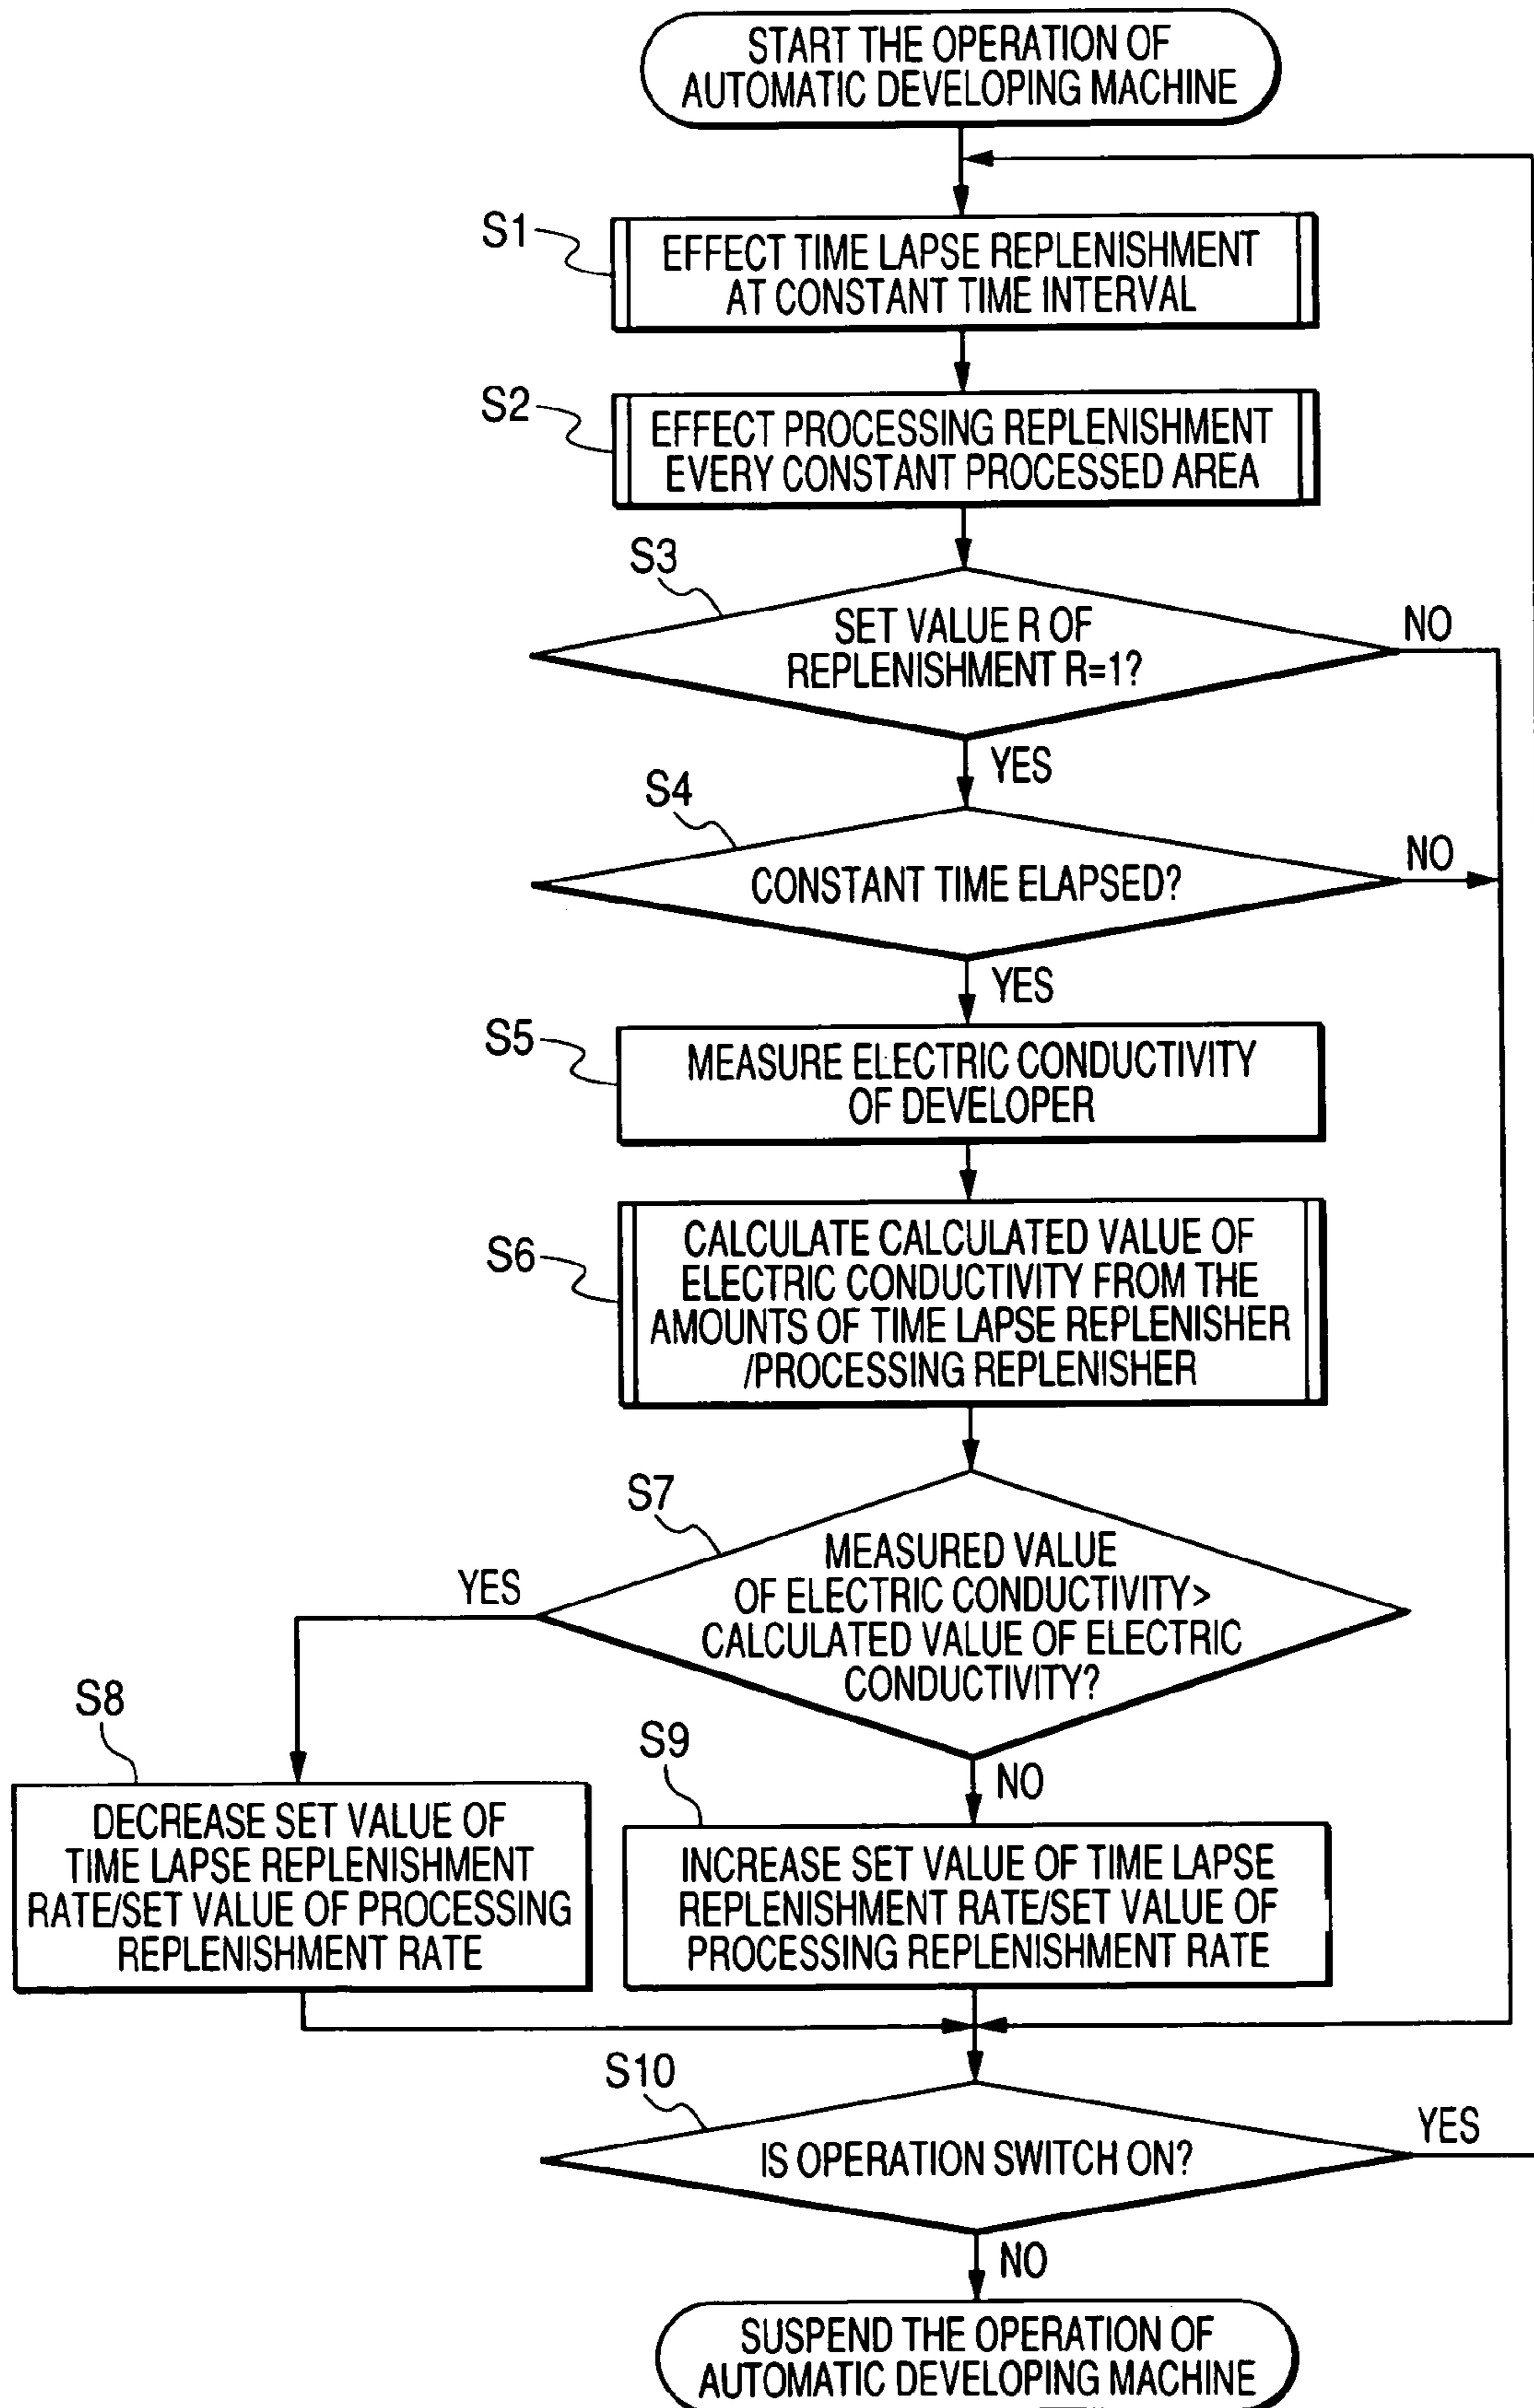 START THE OPERATION OF
AUTOMATIC DEVELOPING MACHINE
S1
EFFECT TIME LAPSE REPLENISHMENT
AT CONSTANT TIME INTERVAL
S2
EFFECT PROCESSING REPLENISHMENT
EVERY CONSTANT PROCESSED AREA
S3
SET VALUE R OF
REPLENISHMENT R=1?
NO
YES
S4
CONSTANT TIME ELAPSED?
NO
YES
S5
MEASURE ELECTRIC CONDUCTIVITY
OF DEVELOPER
S6
CALCULATE CALCULATED VALUE OF
ELECTRIC CONDUCTIVITY FROM THE
AMOUNTS OF TIME LAPSE REPLENISHER
/PROCESSING REPLENISHER
S7
MEASURED VALUE
OF ELECTRIC CONDUCTIVITY>
CALCULATED VALUE OF ELECTRIC
CONDUCTIVITY?
YES
NO
S8
DECREASE SET VALUE OF
TIME LAPSE REPLENISHMENT
RATE/SET VALUE OF PROCESSING
REPLENISHMENT RATE
S9
INCREASE SET VALUE OF TIME LAPSE
REPLENISHMENT RATE/SET VALUE OF
PROCESSING REPLENISHMENT RATE
S10
IS OPERATION SWITCH ON?
YES
NO
SUSPEND THE OPERATION OF
AUTOMATIC DEVELOPING MACHINE